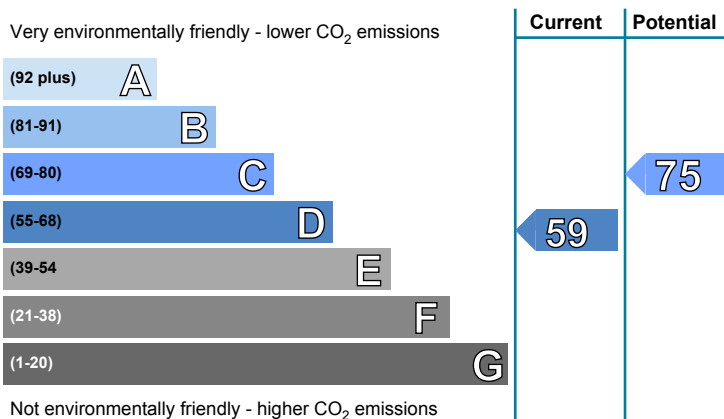 Current Potential
Very environmentally friendly - lower CO2 emissions
(92 plus) A
(81-91) B
(69-80) C
75
(55-68) D
59
(39-54 E
(21-38) F
(1-20) G
Not environmentally friendly - higher CO2 emissions